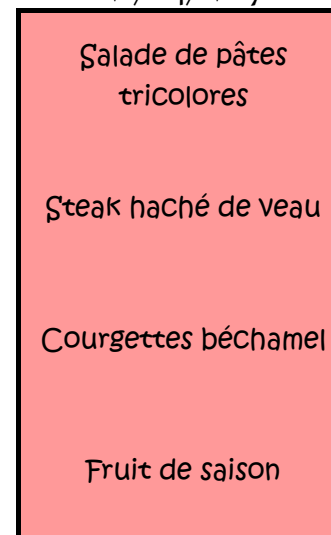 Salade de pâtes
tricolores
Steak haché de veau
Courgettes béchamel
Fruit de saison